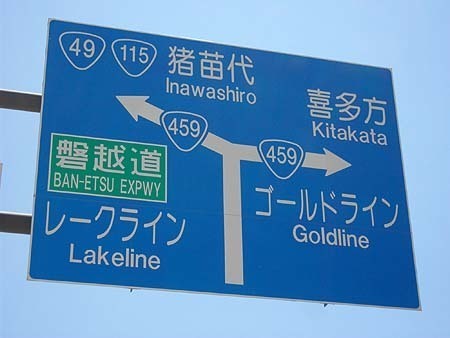 49 115 猪苗代
Inawashiro
喜多方
Kitakata
459
459
磐越道
BAN-ETSU EXPWY
レークライン
Lakeline
ゴールドライン
Goldline